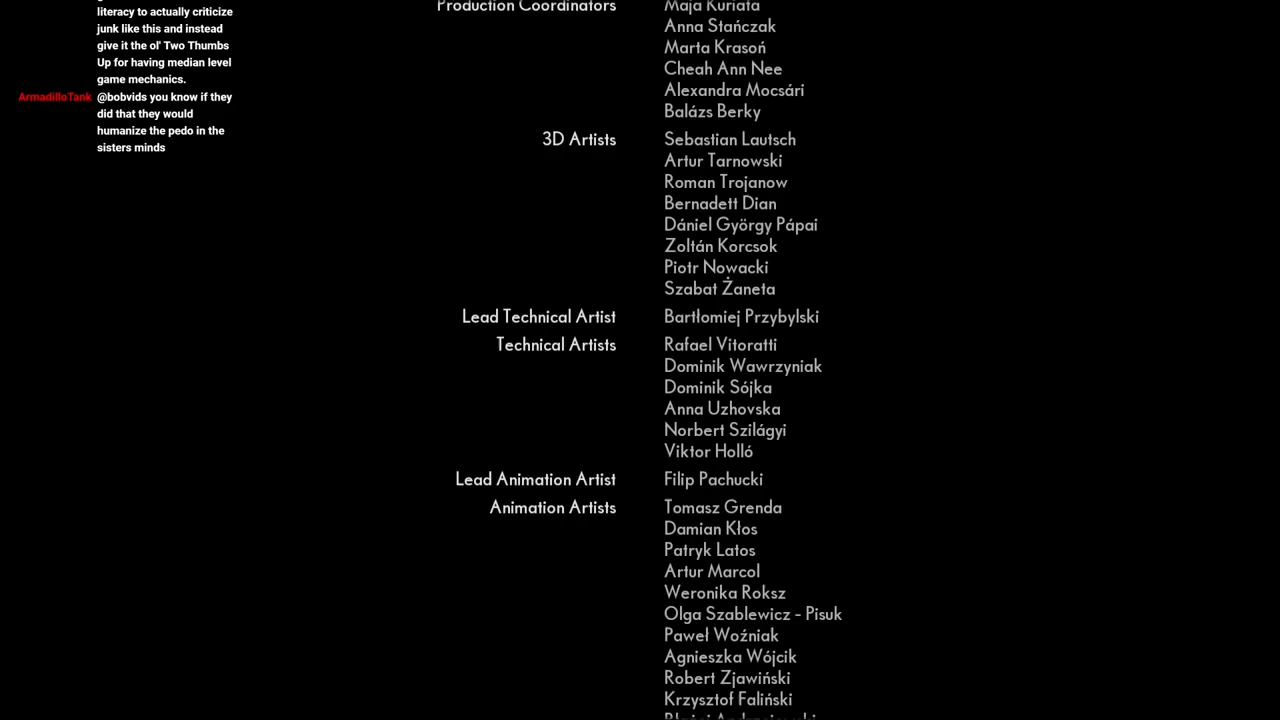 literacy to actually criticize
junk like this and instead
give it the ol' Two Thumbs
Up for having median level
game mechanics.
ArmadilloTank @bobvids you know if they
did that they would
humanize the pedo in the
sisters minds
Production Coordinators Maja Kuriata
Anna Stańczak
Marta Krasoń
Cheah Ann Nee
Alexandra Mocsári
Balázs Berky
3D Artists Sebastian Lautsch
Artur Tarnowski
Roman Trojanow
Bernadett Dian
Dániel György Pápai
Zoltán Korcsok
Piotr Nowacki
Szabat Żaneta
Lead Technical Artist Bartłomiej Przybylski
Technical Artists Rafael Vitoratti
Dominik Wawrzyniak
Dominik Sójka
Anna Uzhovska
Norbert Szilágyi
Viktor Holló
Lead Animation Artist Filip Pachucki
Animation Artists Tomasz Grenda
Damian Kłos
Patryk Latos
Artur Marcol
Weronika Roksz
Olga Szablewicz - Pisuk
Paweł Woźniak
Agnieszka Wójcik
Robert Zjawiński
Krzysztof Faliński